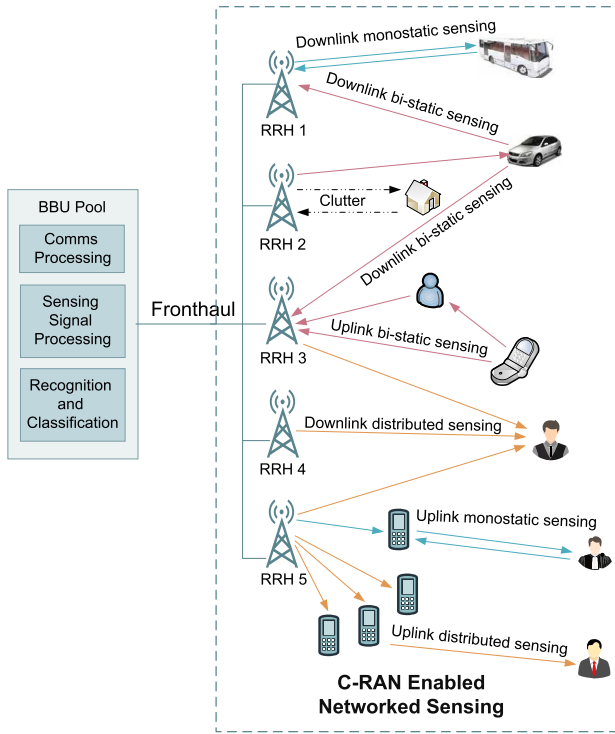 Downlink monostatic sensing
RRH 1
Downlink bi-static sensing
Clutter
RRH 2
Downlink bi-static sensing
BBU Pool
Comms
Processing
Sensing
Signal
Processing
Recognition
and
Classification
Fronthaul
Uplink bi-static sensing
RRH 3
Downlink distributed sensing
RRH 4
Uplink monostatic sensing
RRH 5
Uplink distributed sensing
C-RAN Enabled
Networked Sensing